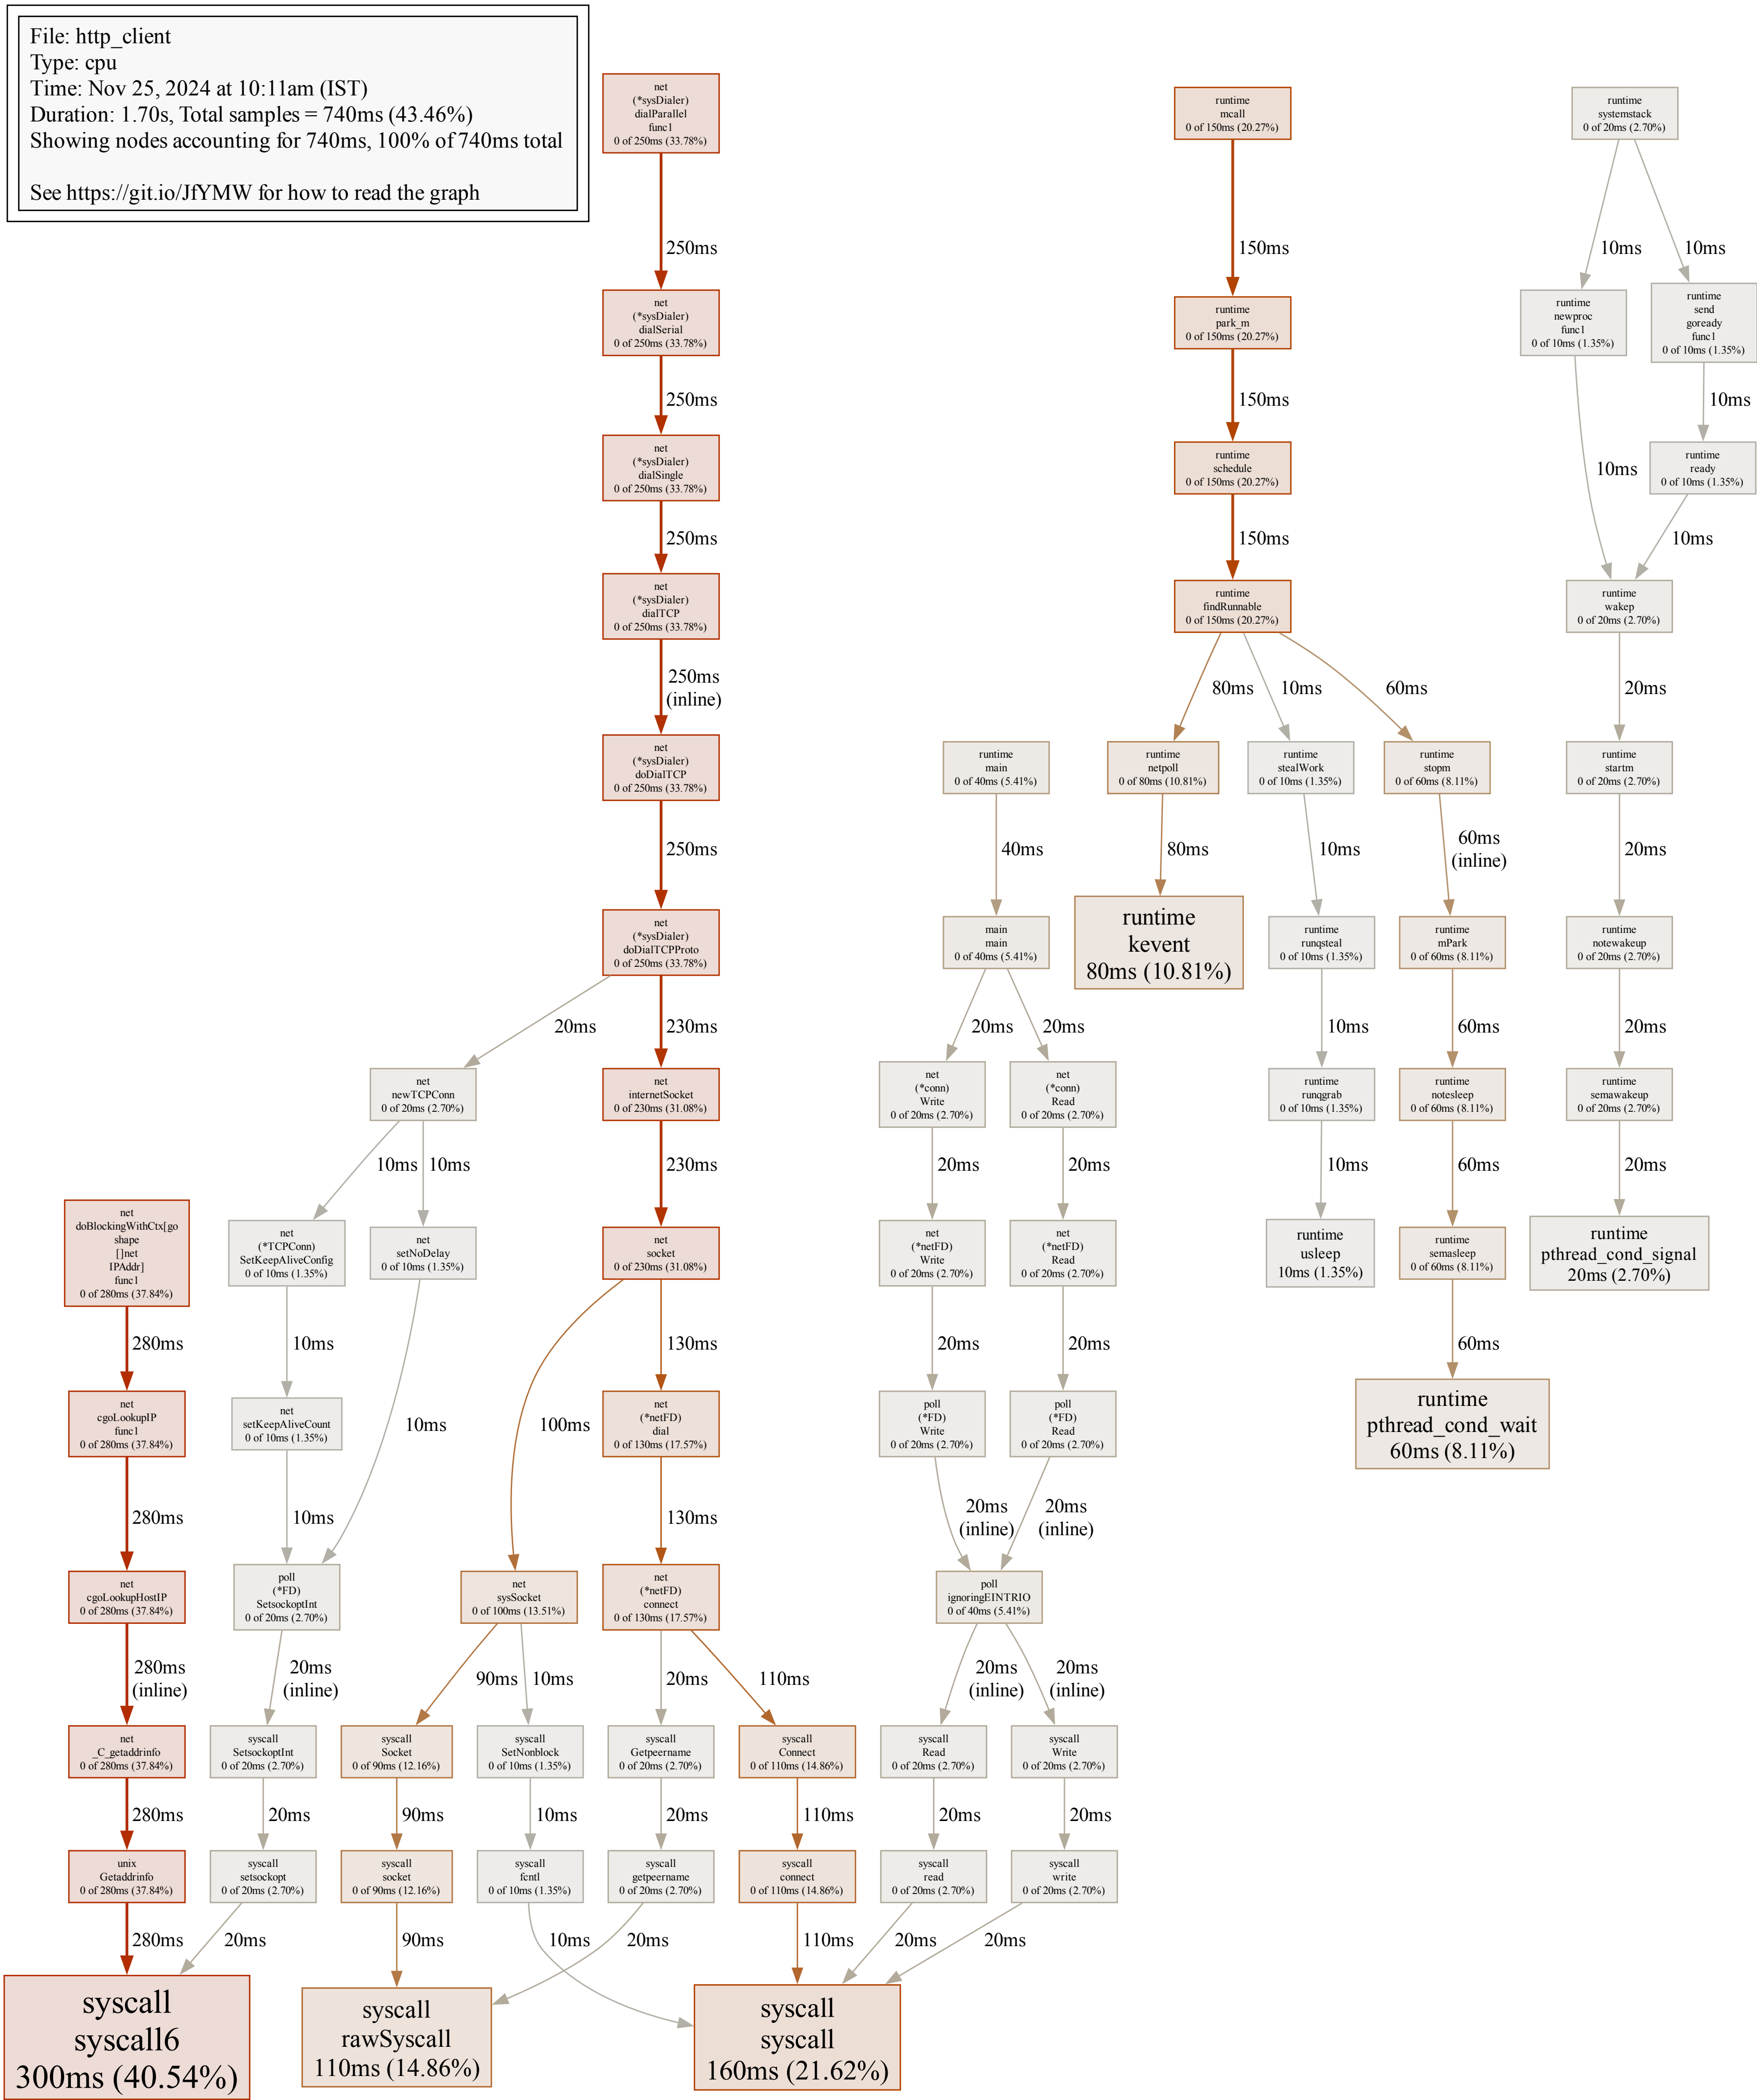 File: http_client
Type: cpu
Time: Nov 25, 2024 at 10:11am (IST)
Duration: 1.70s, Total samples = 740ms (43.46%)
Showing nodes accounting for 740ms, 100% of 740ms total
See https://git.io/JfYMW for how to read the graph
net
(*sysDialer)
dialParallel
func1
0 of 250ms (33.78%)
runtime
mcall
0 of 150ms (20.27%)
runtime
systemstack
0 of 20ms (2.70%)
250ms
150ms
10ms
10ms
net
(*sysDialer)
dialSerial
0 of 250ms (33.78%)
runtime
park_m
0 of 150ms (20.27%)
runtime
newproc
func1
0 of 10ms (1.35%)
runtime
send
goready
func1
0 of 10ms (1.35%)
250ms
150ms
10ms
net
(*sysDialer)
dialSingle
0 of 250ms (33.78%)
runtime
schedule
0 of 150ms (20.27%)
10ms
runtime
ready
0 of 10ms (1.35%)
250ms
150ms
10ms
net
(*sysDialer)
dialTCP
0 of 250ms (33.78%)
runtime
findRunnable
0 of 150ms (20.27%)
runtime
wakep
0 of 20ms (2.70%)
250ms
(inline)
80ms
10ms
60ms
20ms
net
(*sysDialer)
doDialTCP
0 of 250ms (33.78%)
runtime
main
0 of 40ms (5.41%)
runtime
netpoll
0 of 80ms (10.81%)
runtime
stealWork
0 of 10ms (1.35%)
runtime
stopm
0 of 60ms (8.11%)
runtime
startm
0 of 20ms (2.70%)
250ms
40ms
80ms
10ms
60ms
(inline)
20ms
net
(*sysDialer)
doDialTCPProto
0 of 250ms (33.78%)
main
main
0 of 40ms (5.41%)
runtime
kevent
80ms (10.81%)
runtime
runqsteal
0 of 10ms (1.35%)
runtime
mPark
0 of 60ms (8.11%)
runtime
notewakeup
0 of 20ms (2.70%)
20ms
230ms
20ms
20ms
10ms
60ms
20ms
net
newTCPConn
0 of 20ms (2.70%)
net
internetSocket
0 of 230ms (31.08%)
net
(*conn)
Write
0 of 20ms (2.70%)
net
(*conn)
Read
0 of 20ms (2.70%)
runtime
runqgrab
0 of 10ms (1.35%)
runtime
notesleep
0 of 60ms (8.11%)
runtime
semawakeup
0 of 20ms (2.70%)
10ms
10ms
230ms
20ms
20ms
10ms
60ms
20ms
net
doBlockingWithCtx[go
shape
[]net
IPAddr]
func1
0 of 280ms (37.84%)
net
(*TCPConn)
SetKeepAliveConfig
0 of 10ms (1.35%)
net
setNoDelay
0 of 10ms (1.35%)
net
socket
0 of 230ms (31.08%)
net
(*netFD)
Write
0 of 20ms (2.70%)
net
(*netFD)
Read
0 of 20ms (2.70%)
runtime
usleep
10ms (1.35%)
runtime
semasleep
0 of 60ms (8.11%)
runtime
pthread_cond_signal
20ms (2.70%)
280ms
10ms
130ms
20ms
20ms
60ms
net
cgoLookupIP
func1
0 of 280ms (37.84%)
net
setKeepAliveCount
0 of 10ms (1.35%)
10ms
100ms
net
(*netFD)
dial
0 of 130ms (17.57%)
poll
(*FD)
Write
0 of 20ms (2.70%)
poll
(*FD)
Read
0 of 20ms (2.70%)
runtime
pthread_cond_wait
60ms (8.11%)
280ms
10ms
130ms
20ms
(inline)
20ms
(inline)
net
cgoLookupHostIP
0 of 280ms (37.84%)
poll
(*FD)
SetsockoptInt
0 of 20ms (2.70%)
net
sysSocket
0 of 100ms (13.51%)
net
(*netFD)
connect
0 of 130ms (17.57%)
poll
ignoringEINTRIO
0 of 40ms (5.41%)
280ms
(inline)
20ms
(inline)
90ms
10ms
20ms
110ms
20ms
(inline)
20ms
(inline)
net
_C_getaddrinfo
0 of 280ms (37.84%)
syscall
SetsockoptInt
0 of 20ms (2.70%)
syscall
Socket
0 of 90ms (12.16%)
syscall
SetNonblock
0 of 10ms (1.35%)
syscall
Getpeername
0 of 20ms (2.70%)
syscall
Connect
0 of 110ms (14.86%)
syscall
Read
0 of 20ms (2.70%)
syscall
Write
0 of 20ms (2.70%)
280ms
20ms
90ms
10ms
20ms
110ms
20ms
20ms
unix
Getaddrinfo
0 of 280ms (37.84%)
syscall
setsockopt
0 of 20ms (2.70%)
syscall
socket
0 of 90ms (12.16%)
syscall
fcntl
0 of 10ms (1.35%)
syscall
getpeername
0 of 20ms (2.70%)
syscall
connect
0 of 110ms (14.86%)
syscall
read
0 of 20ms (2.70%)
syscall
write
0 of 20ms (2.70%)
280ms
20ms
90ms
10ms
20ms
110ms
20ms
20ms
syscall
syscall6
300ms (40.54%)
syscall
rawSyscall
110ms (14.86%)
syscall
syscall
160ms (21.62%)